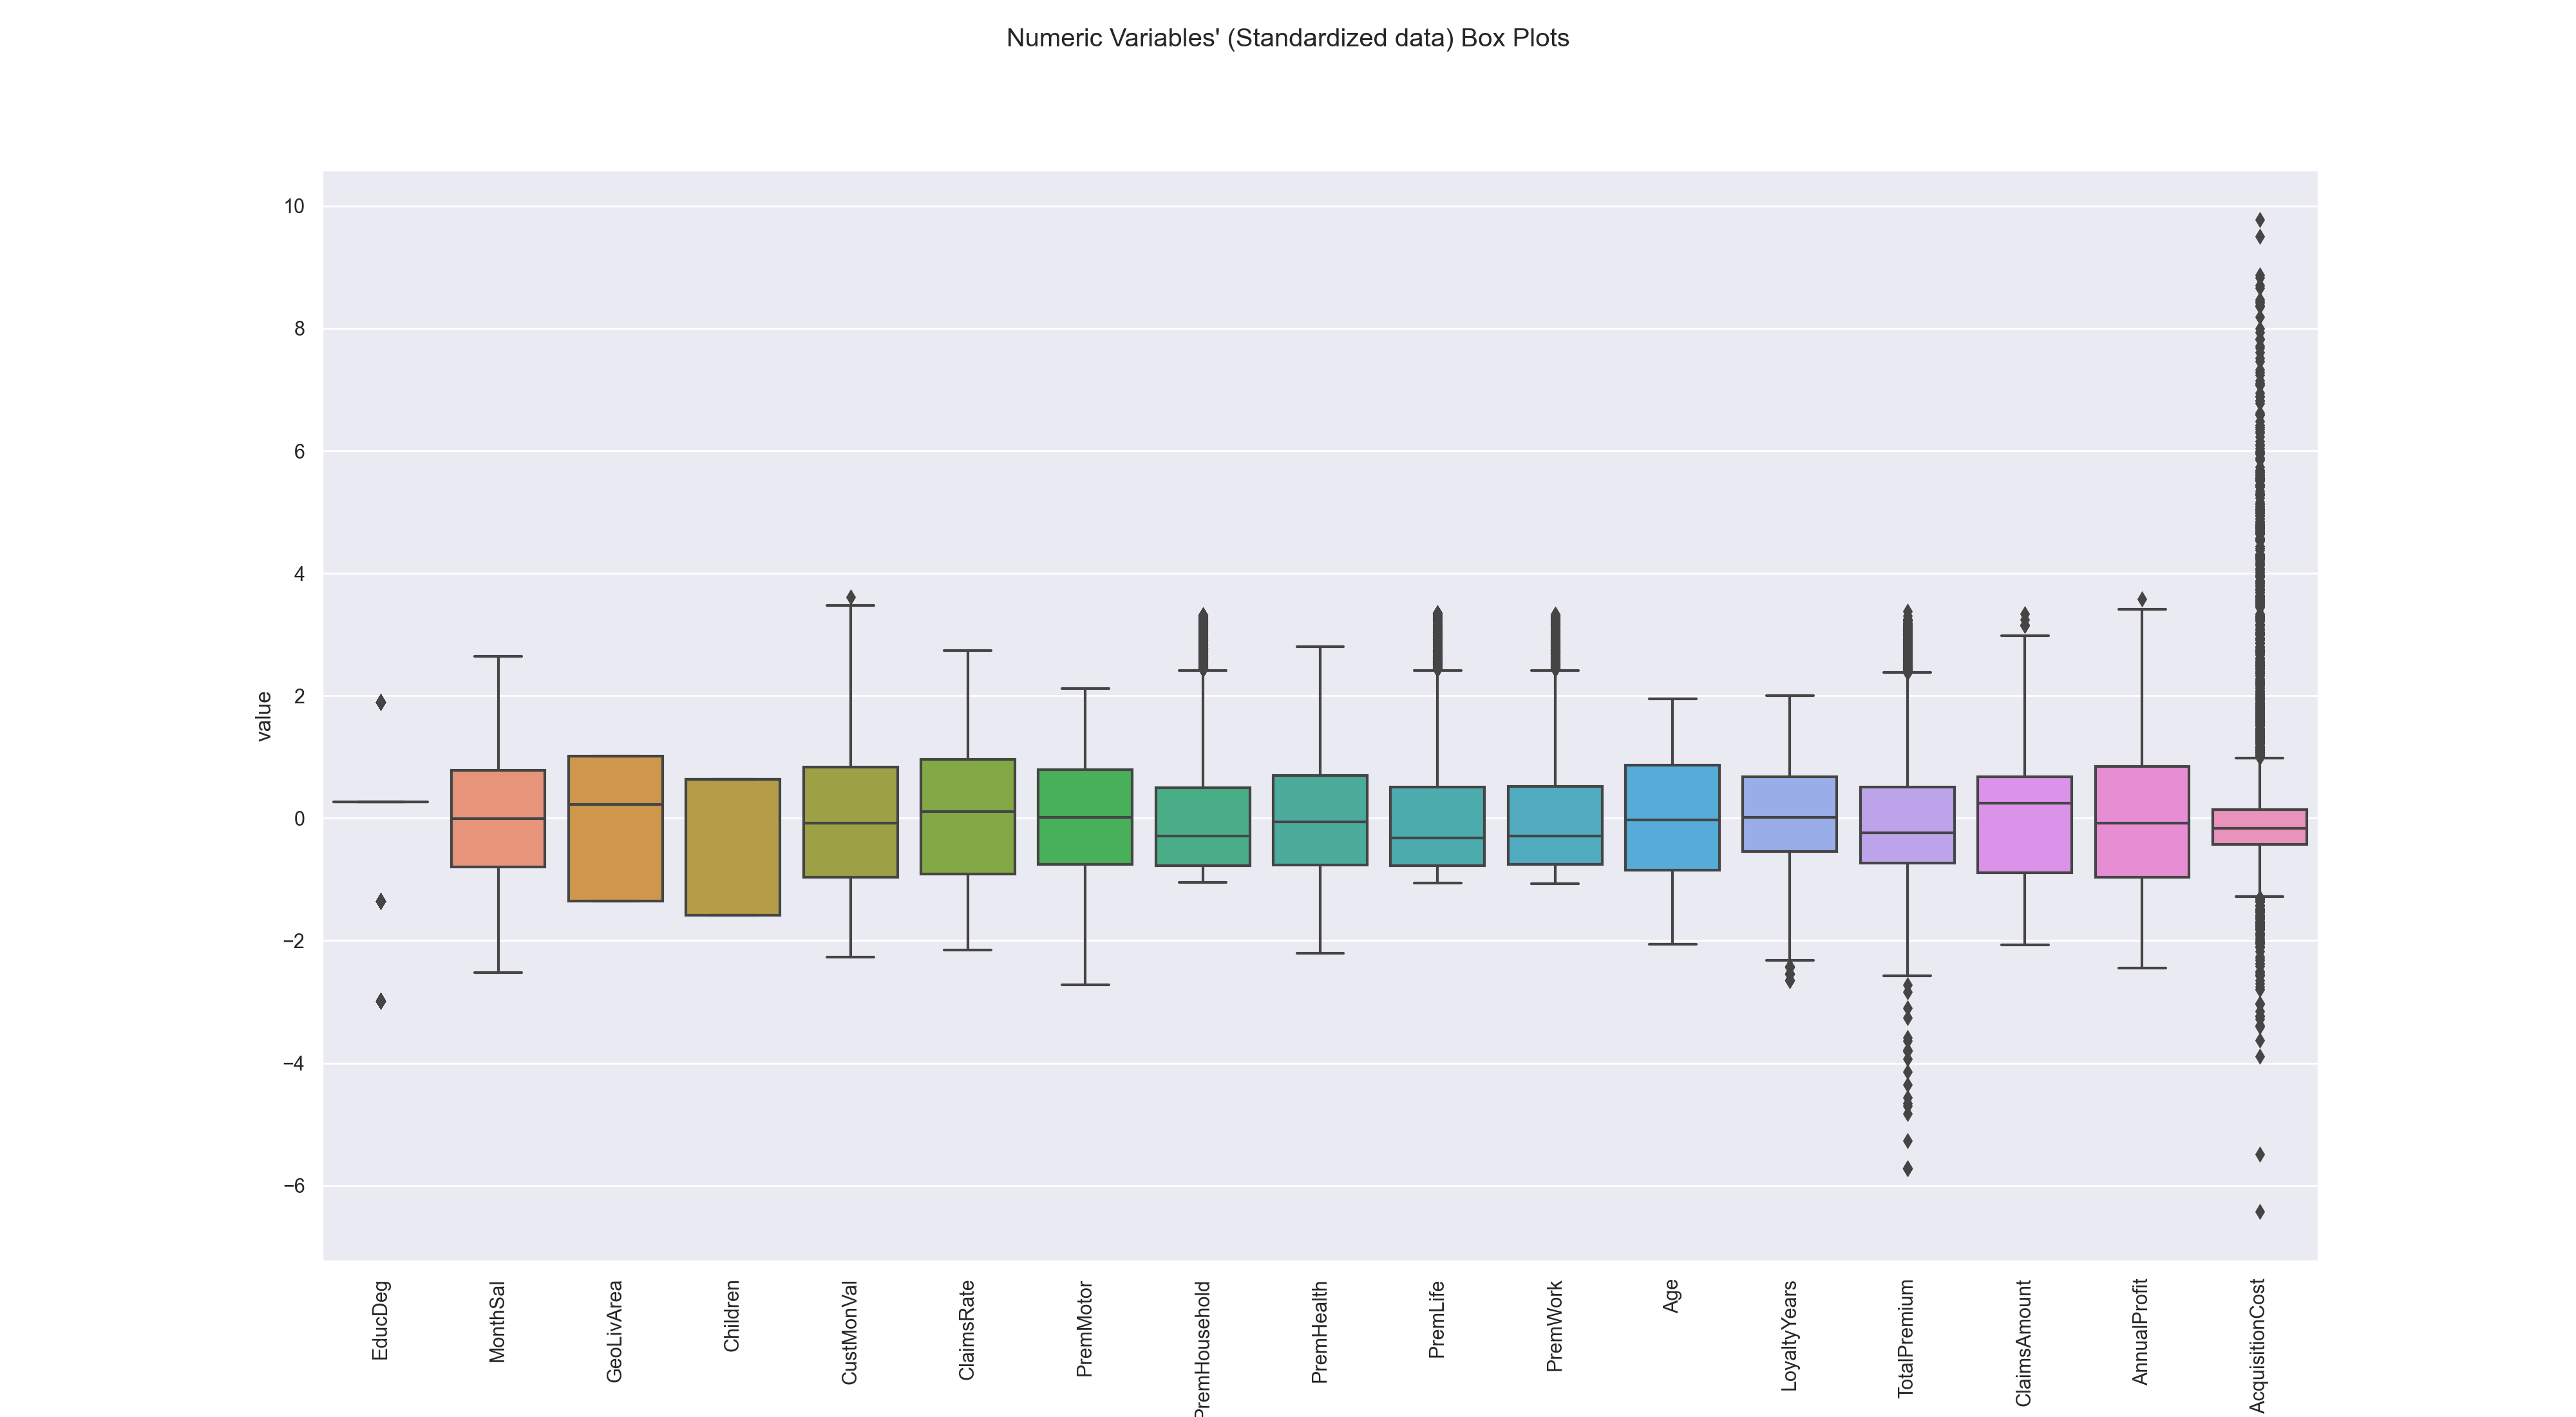 Numeric Variables' (Standardized data) Box Plots
10
8
6
4
2
0
−2
−4
−6
value
EducDeg
MonthSal
GeoLivArea
Children
CustMonVal
ClaimsRate
PremMotor
PremHousehold
PremHealth
PremLife
PremWork
Age
LoyaltyYears
TotalPremium
ClaimsAmount
AnnualProfit
AcquisitionCost